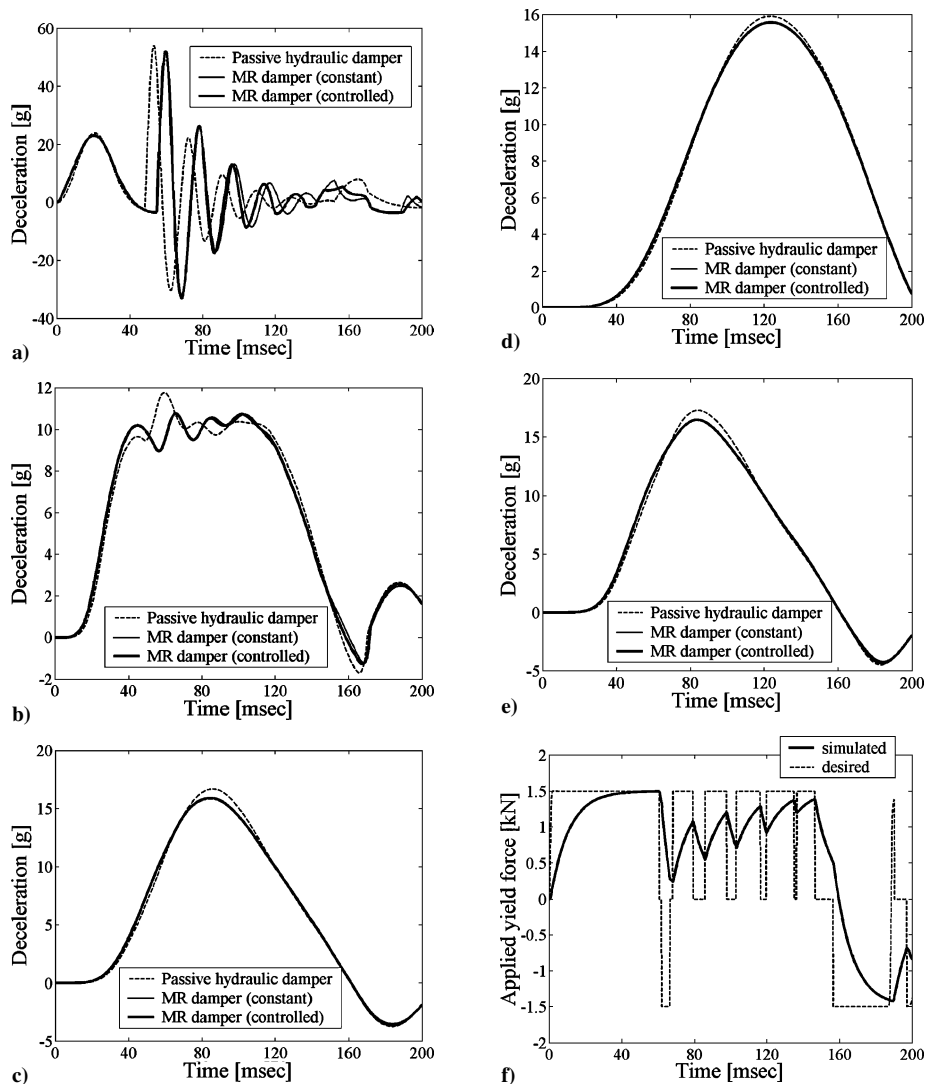 60
40
20
0
-20
-40
Deceleration [g]
Passive hydraulic damper
MR damper (constant)
MR damper (controlled)
0 40 80 120 160 200
Time [msec]
a)
16
14
12
10
8
6
4
2
0
Deceleration [g]
Passive hydraulic damper
MR damper (constant)
MR damper (controlled)
0 40 80 120 160 200
Time [msec]
d)
12
10
8
6
4
2
0
-2
Deceleration [g]
Passive hydraulic damper
MR damper (constant)
MR damper (controlled)
0 40 80 120 160 200
Time [msec]
b)
20
15
10
5
0
-5
Deceleration [g]
Passive hydraulic damper
MR damper (constant)
MR damper (controlled)
0 40 80 120 160 200
Time [msec]
e)
20
15
10
5
0
-5
Deceleration [g]
Passive hydraulic damper
MR damper (constant)
MR damper (controlled)
0 40 80 120 160 200
Time [msec]
c)
2
1.5
1
0.5
0
-0.5
-1
-1.5
-2
Applied yield force [kN]
simulated
desired
0 40 80 120 160 200
Time [msec]
f)